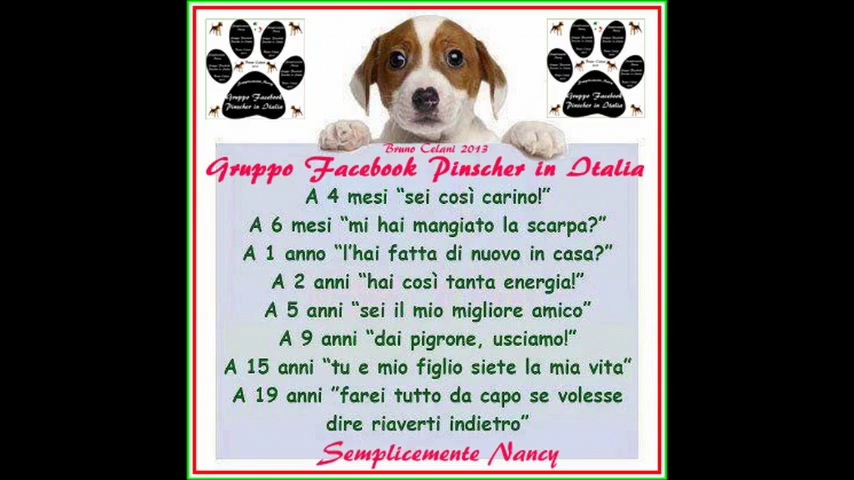 Gruppo Facebook
Pinscher in Italia
Gruppo Facebook
Pinscher in Italia
Bruno Celani 2013
Gruppo Facebook Pinscher in Italia
A 4 mesi “sei così carino!”
A 6 mesi “mi hai mangiato la scarpa?”
A 1 anno “l’hai fatta di nuovo in casa?”
A 2 anni “hai così tanta energia!”
A 5 anni “sei il mio migliore amico”
A 9 anni “dai pigrone, usciamo!”
A 15 anni “tu e mio figlio siete la mia vita”
A 19 anni ”farei tutto da capo se volesse
dire riaverti indietro”
Semplicemente Nancy